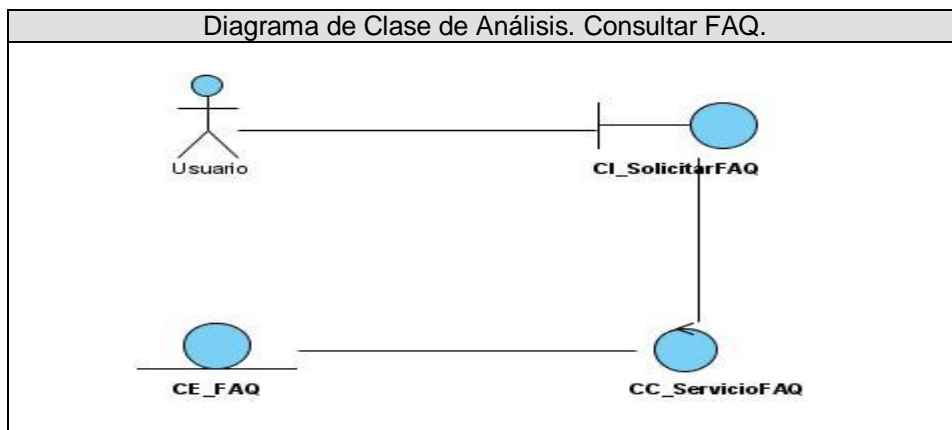 Diagrama de Clase de Análisis. Consultar FAQ.
Usuario
CI_SolicitarFAQ
CE_FAQ
CC_ServicioFAQ